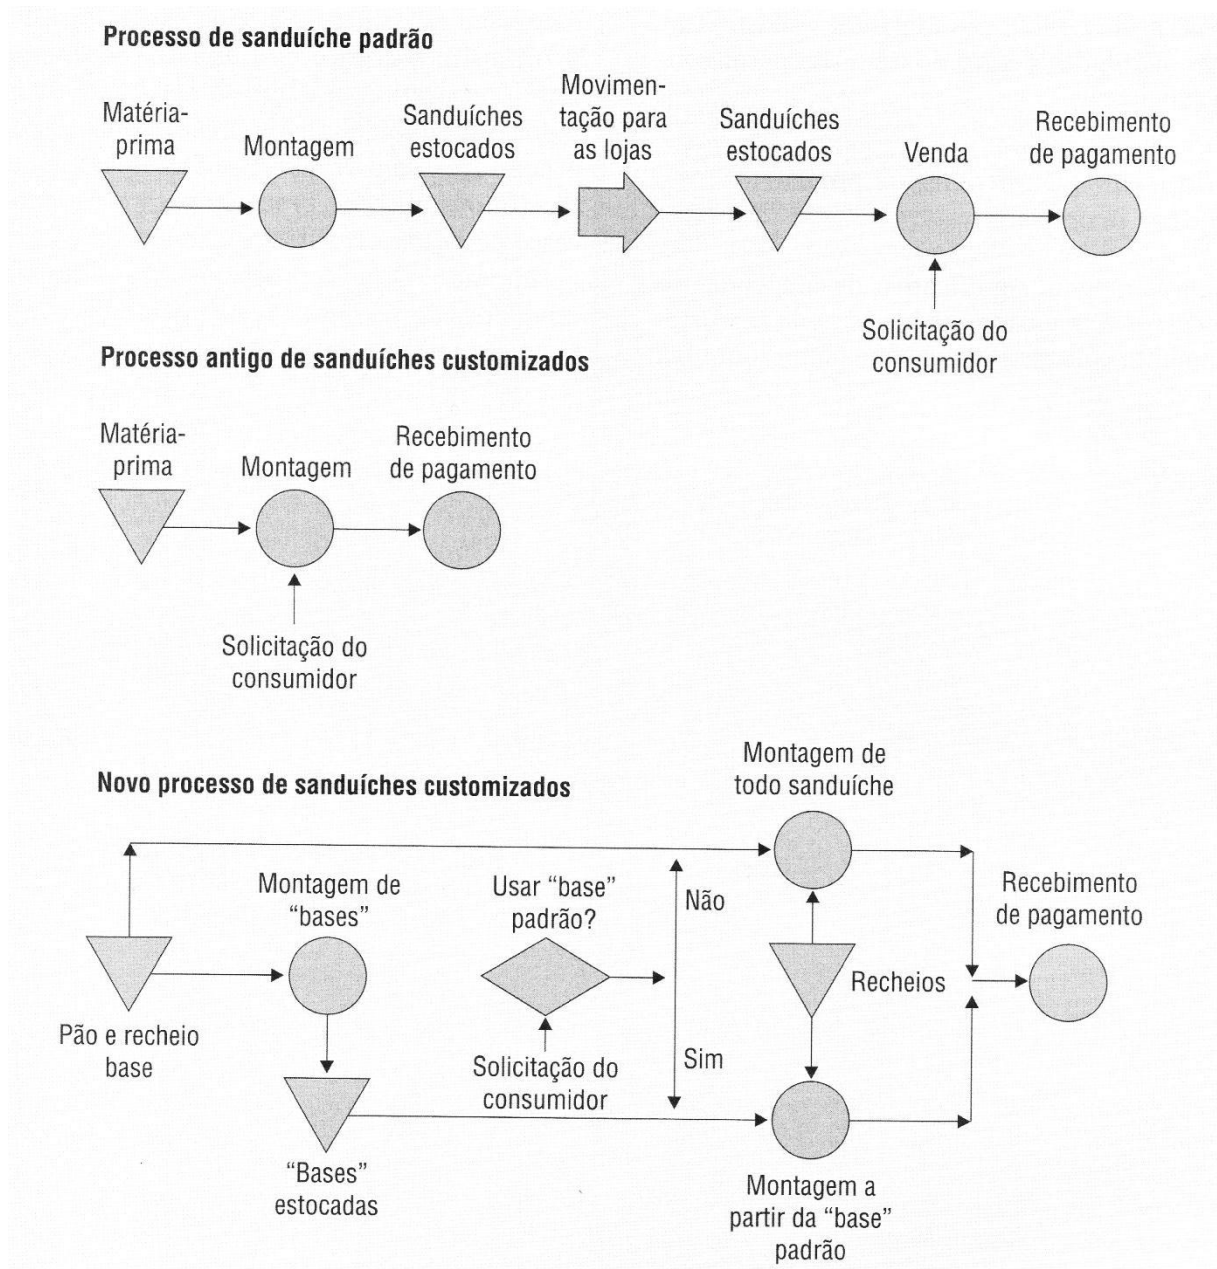 Processo de sanduíche padrão
Matéria-
prima
Montagem
Sanduíches
estocados
Movimen-
tação para
as lojas
Sanduíches
estocados
Venda
Recebimento
de pagamento
Solicitação do
consumidor
Processo antigo de sanduíches customizados
Matéria-
prima
Montagem
Recebimento
de pagamento
Solicitação do
consumidor
Novo processo de sanduíches customizados
Montagem de
todo sanduíche
Montagem de
"bases"
Usar "base"
padrão?
Não
Recebimento
de pagamento
Recheios
Pão e recheio
base
Solicitação do
consumidor
Sim
"Bases"
estocadas
Montagem a
partir da "base"
padrão